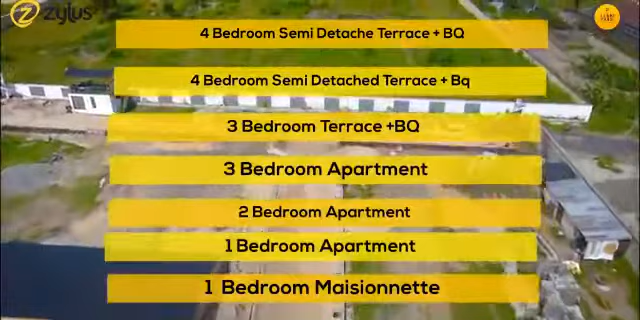 zylus
4 Bedroom Semi Detache Terrace + BQ
4 Bedroom Semi Detached Terrace + Bq
3 Bedroom Terrace +BQ
3 Bedroom Apartment
2 Bedroom Apartment
1 Bedroom Apartment
1 Bedroom Maisionnette